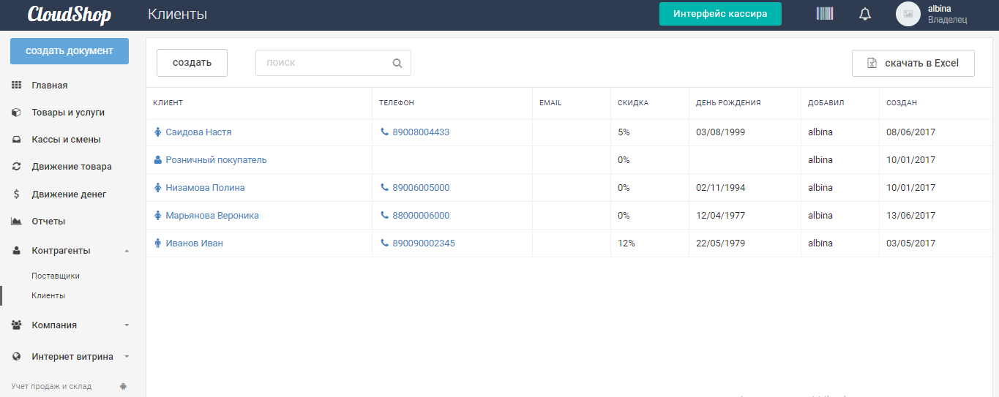 CloudShop
Клиенты
Интерфейс кассира
albina
Владелец
создать документ
Главная
Товары и услуги
Кассы и смены
Движение товара
Движение денег
Отчеты
Контрагенты
Поставщики
Клиенты
Компания
Интернет витрина
Учет продаж и склад
создать
поиск
скачать в Excel
КЛИЕНТ ТЕЛЕФОН EMAIL СКИДКА ДЕНЬ РОЖДЕНИЯ ДОБАВИЛ СОЗДАН
Саидова Настя 89008004433 5% 03/08/1999 albina 08/06/2017
Розничный покупатель 0% albina 10/01/2017
Низамова Полина 89006005000 0% 02/11/1994 albina 10/01/2017
Марьянова Вероника 88000006000 0% 12/04/1977 albina 13/06/2017
Иванов Иван 890090002345 12% 22/05/1979 albina 03/05/2017